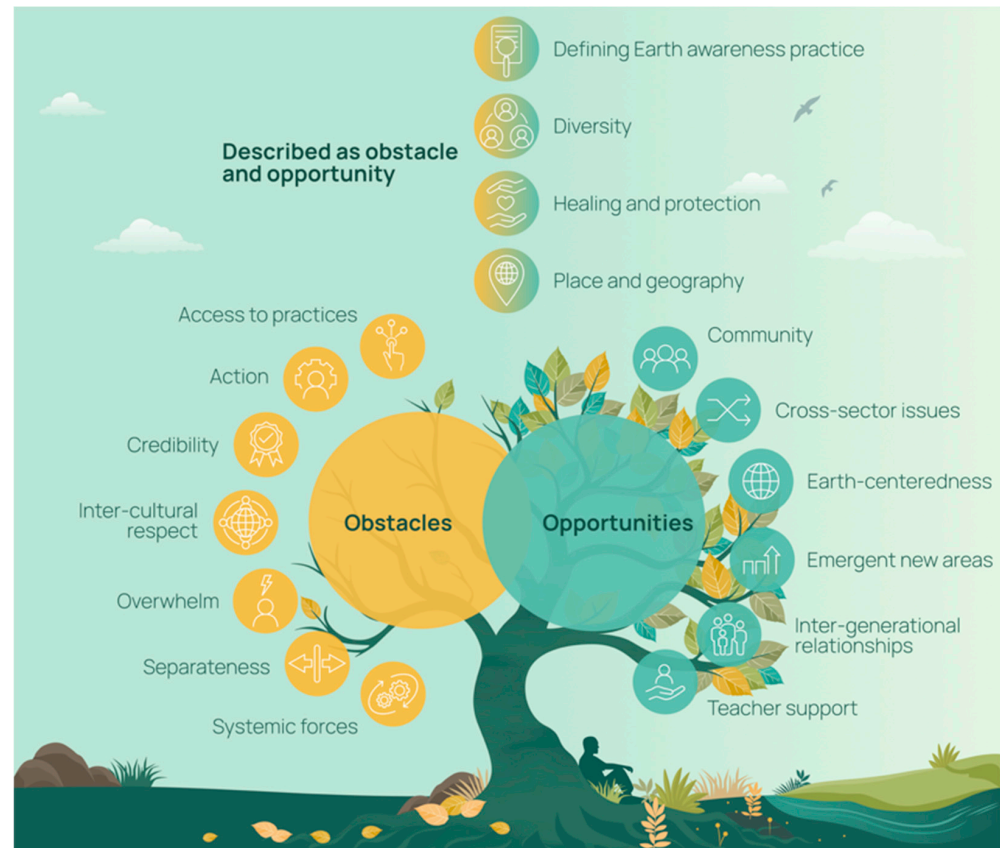 Defining Earth awareness practice
Diversity
Described as obstacle
and opportunity
Healing and protection
Place and geography
Access to practices
Action
Credibility
Inter-cultural
respect
Overwhelm
Separateness
Systemic forces
Obstacles
Opportunities
Community
Cross-sector issues
Earth-centeredness
Emergent new areas
Inter-generational
relationships
Teacher support